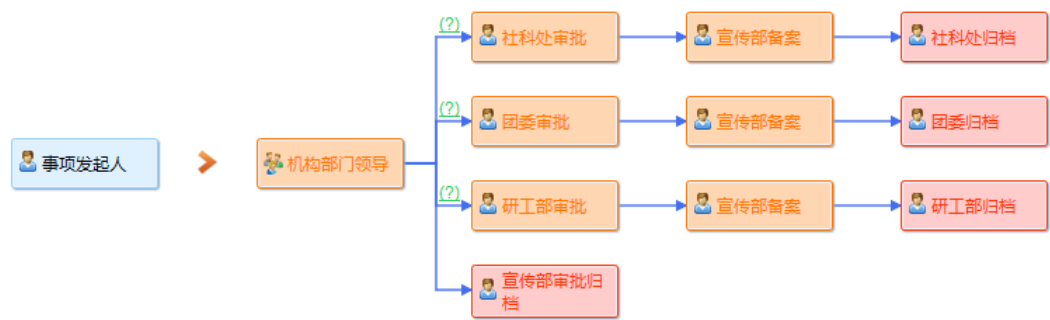 (?)
社科处审批
宣传部备案
社科处归档
(?)
团委审批
宣传部备案
团委归档
事项发起人
机构部门领导
(?)
研工部审批
宣传部备案
研工部归档
宣传部审批归
档